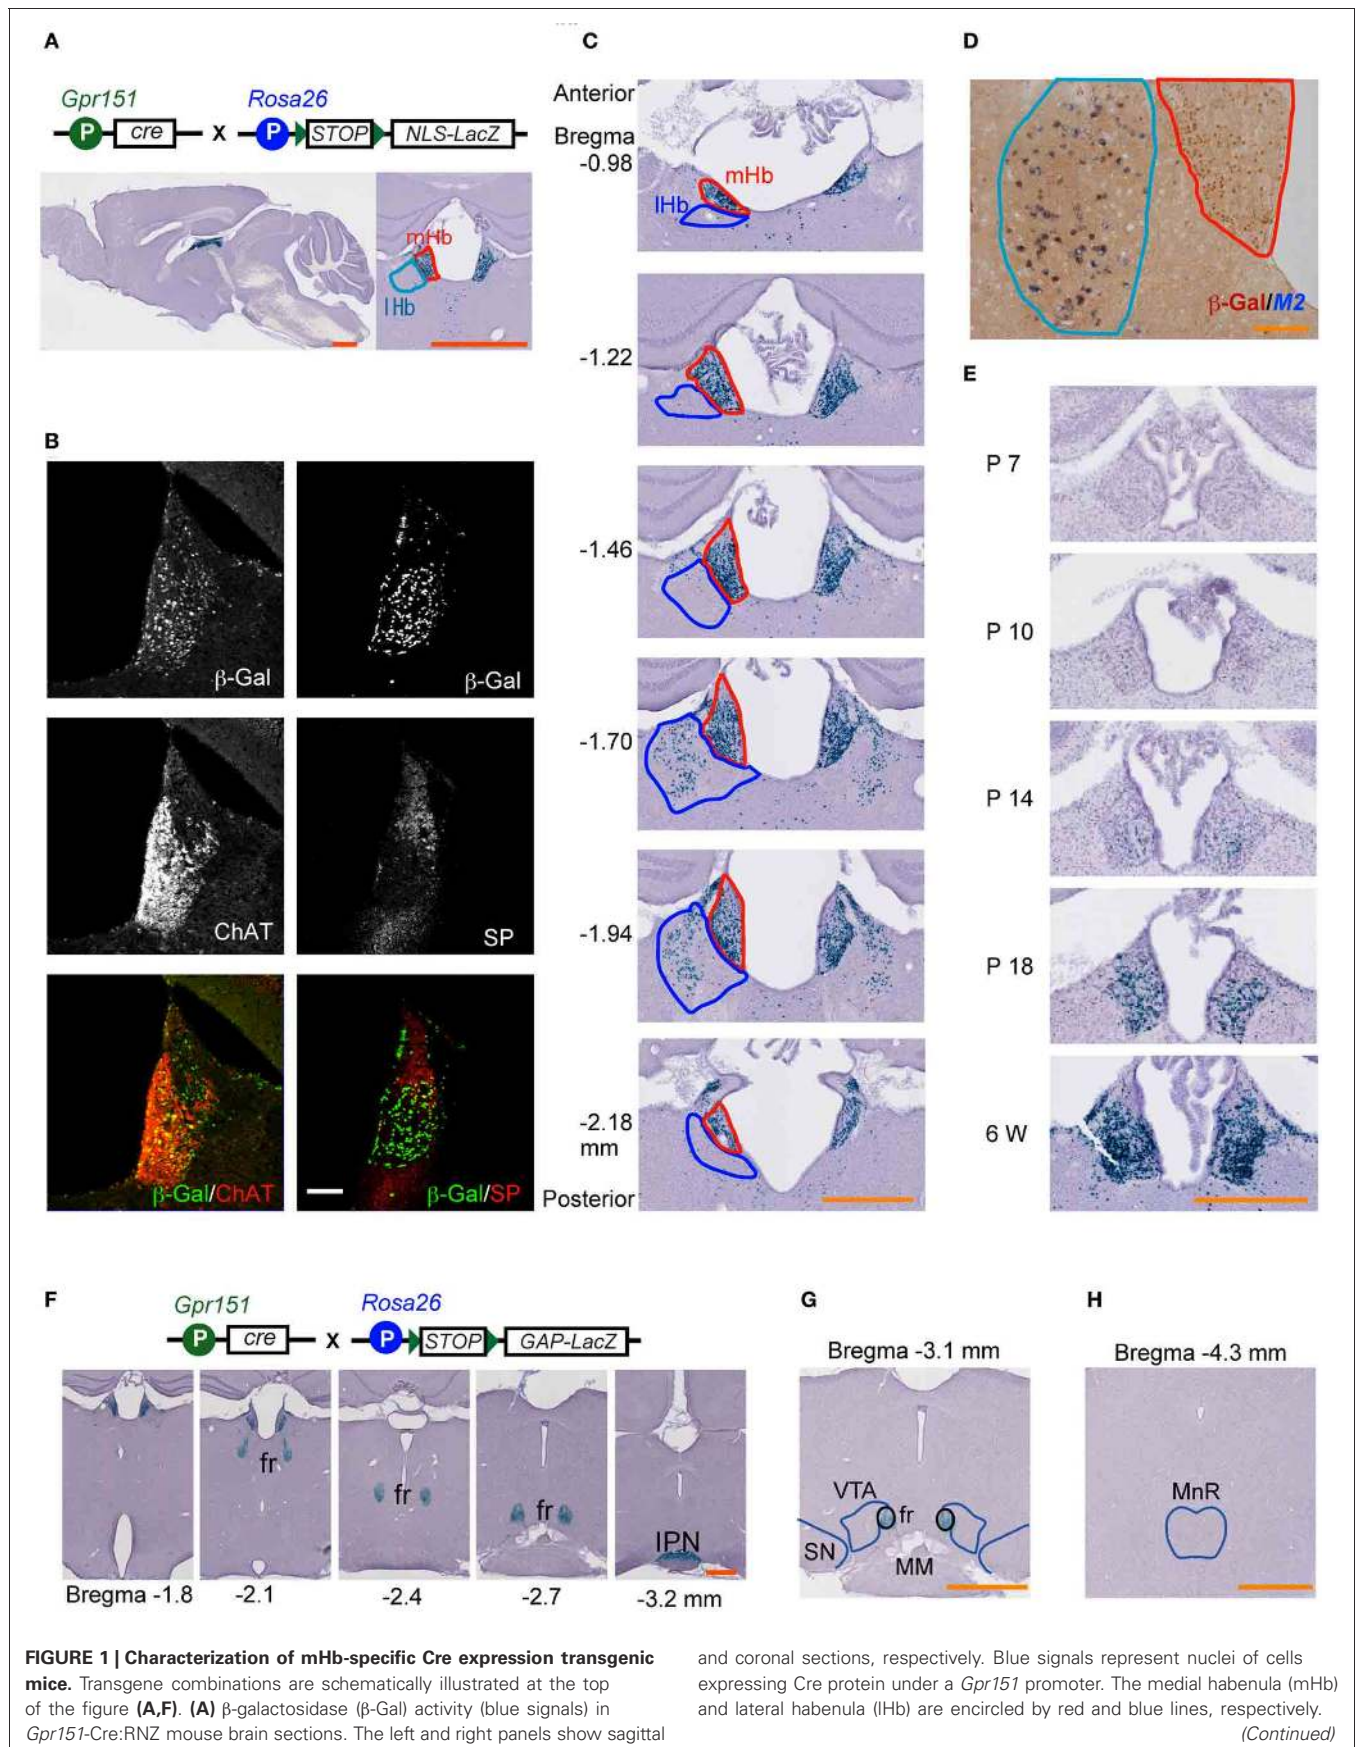 A
Gpr151
Rosa26
P
cre
X
P
STOP
NLS-LacZ
mHb
lHb
B
β-Gal
β-Gal
ChAT
SP
β-Gal/ChAT
β-Gal/SP
C
Anterior
Bregma
-0.98
mHb
lHb
-1.22
-1.46
-1.70
-1.94
-2.18
mm
Posterior
D
β-Gal/M2
E
P 7
P 10
P 14
P 18
6 W
F
Gpr151
Rosa26
P
cre
X
P
STOP
GAP-LacZ
fr
fr
fr
IPN
Bregma -1.8
-2.1
-2.4
-2.7
-3.2 mm
G
Bregma -3.1 mm
VTA
fr
SN
MM
H
Bregma -4.3 mm
MnR
FIGURE 1 | Characterization of mHb-specific Cre expression transgenic
mice. Transgene combinations are schematically illustrated at the top
of the figure (A,F). (A) β-galactosidase (β-Gal) activity (blue signals) in
Gpr151-Cre:RNZ mouse brain sections. The left and right panels show sagittal
and coronal sections, respectively. Blue signals represent nuclei of cells
expressing Cre protein under a Gpr151 promoter. The medial habenula (mHb)
and lateral habenula (lHb) are encircled by red and blue lines, respectively.
(Continued)